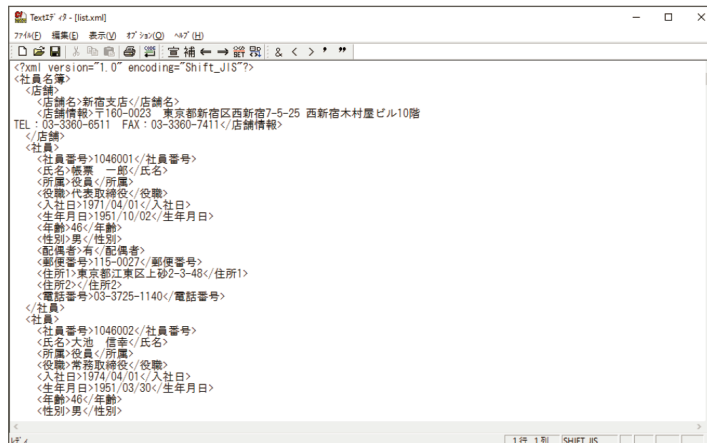 Textｴﾃﾞｨﾀ - [list.xml]
ﾌｧｲﾙ(F) 編集(E) 表示(V) ｵﾌﾟｼｮﾝ(O) ﾍﾙﾌﾟ(H)
宣 補 ← → & < > ' "
<?xml version="1.0" encoding="Shift_JIS"?>
<社員名簿>
<店舗>
<店舗名>新宿支店</店舗名>
<店舗情報>〒160-0023　東京都新宿区西新宿7-5-25 西新宿木村屋ビル10階
TEL：03-3360-6511　FAX：03-3360-7411</店舗情報>
</店舗>
<社員>
<社員番号>1046001</社員番号>
<氏名>帳票　一郎</氏名>
<所属>役員</所属>
<役職>代表取締役</役職>
<入社日>1971/04/01</入社日>
<生年月日>1951/10/02</生年月日>
<年齢>46</年齢>
<性別>男</性別>
<配偶者>有</配偶者>
<郵便番号>115-0027</郵便番号>
<住所1>東京都江東区上砂2-3-48</住所1>
<住所2></住所2>
<電話番号>03-3725-1140</電話番号>
</社員>
<社員>
<社員番号>1046002</社員番号>
<氏名>大池　信幸</氏名>
<所属>役員</所属>
<役職>常務取締役</役職>
<入社日>1974/04/01</入社日>
<生年月日>1951/03/30</生年月日>
<年齢>46</年齢>
<性別>男</性別>
ﾚﾃﾞｨ 1行 1列 SHIFT_JIS